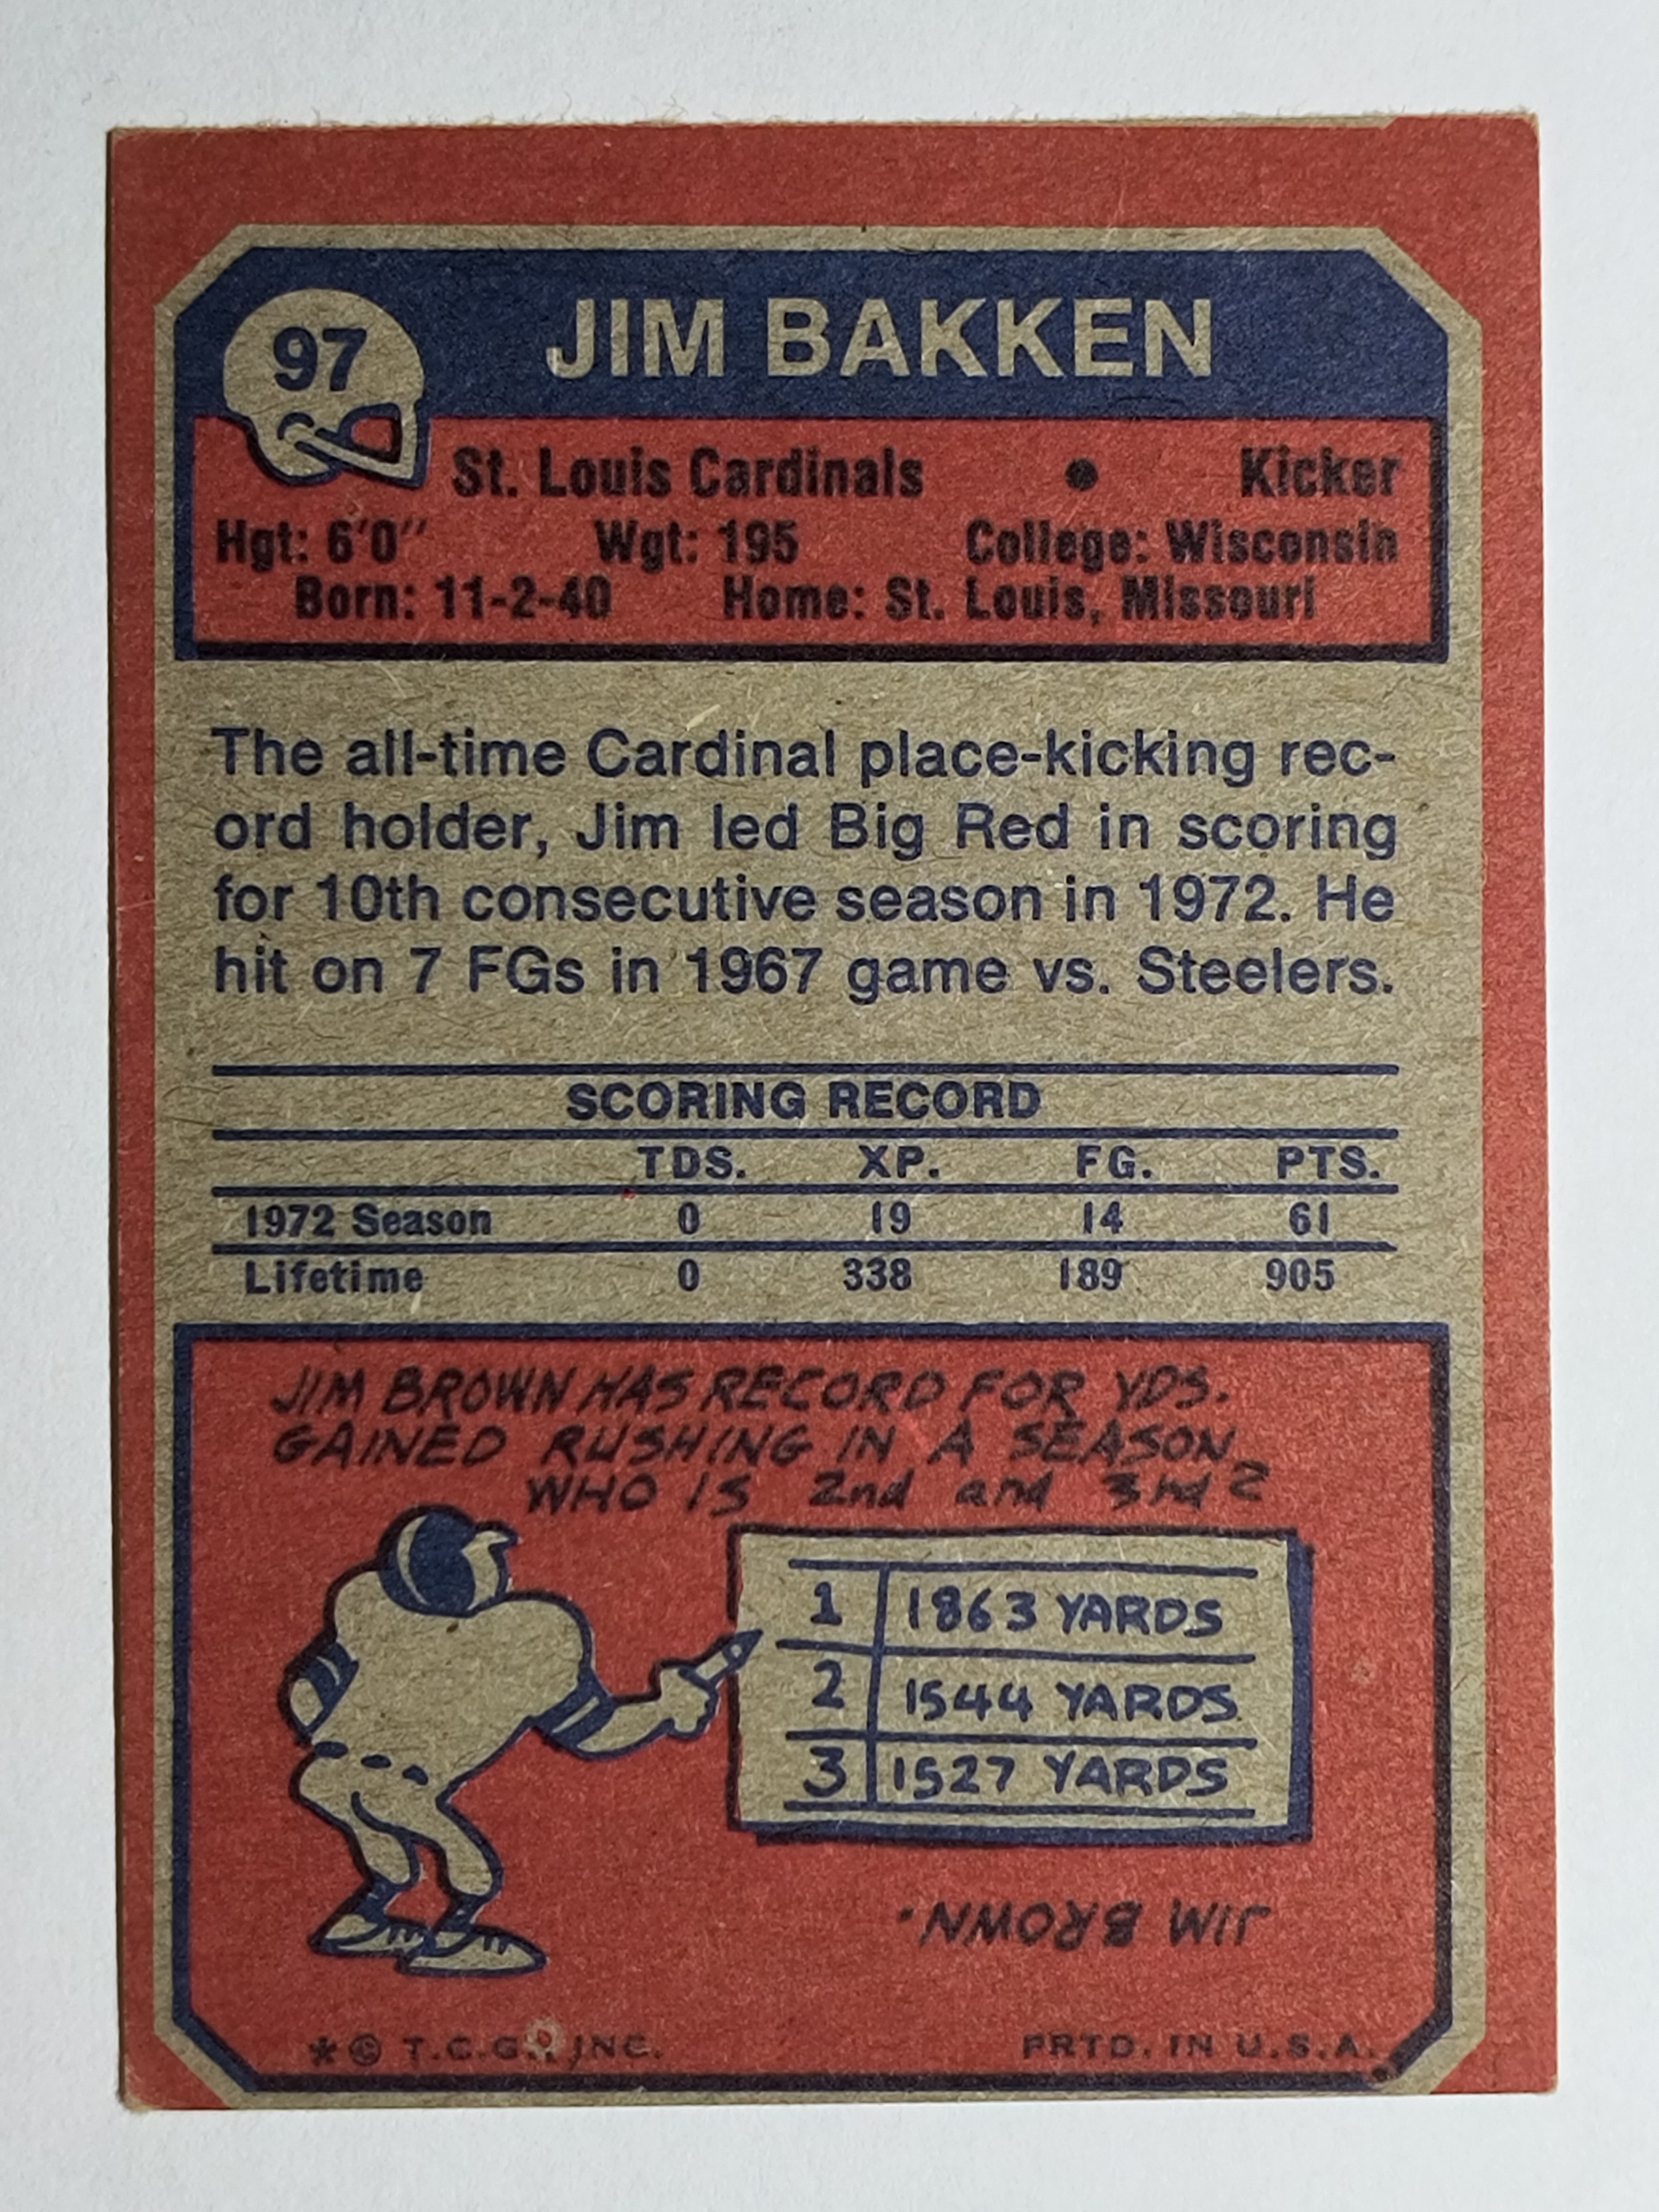 97
JIM BAKKEN
St. Louis Cardinals • Kicker
Hgt: 6'0" Wgt: 195 College: Wisconsin
Born: 11-2-40 Home: St. Louis, Missouri
The all-time Cardinal place-kicking rec-
ord holder, Jim led Big Red in scoring
for 10th consecutive season in 1972. He
hit on 7 FGs in 1967 game vs. Steelers.
SCORING RECORD
TDS. XP. FG. PTS.
1972 Season 0 19 14 61
Lifetime 0 338 189 905
JIM BROWN HAS RECORD FOR YDS.
GAINED RUSHING IN A SEASON.
WHO IS 2nd and 3rd?
1 1863 YARDS
2 1544 YARDS
3 1527 YARDS
JIM BROWN.
*© T.C.G., INC. PRTD. IN U.S.A.